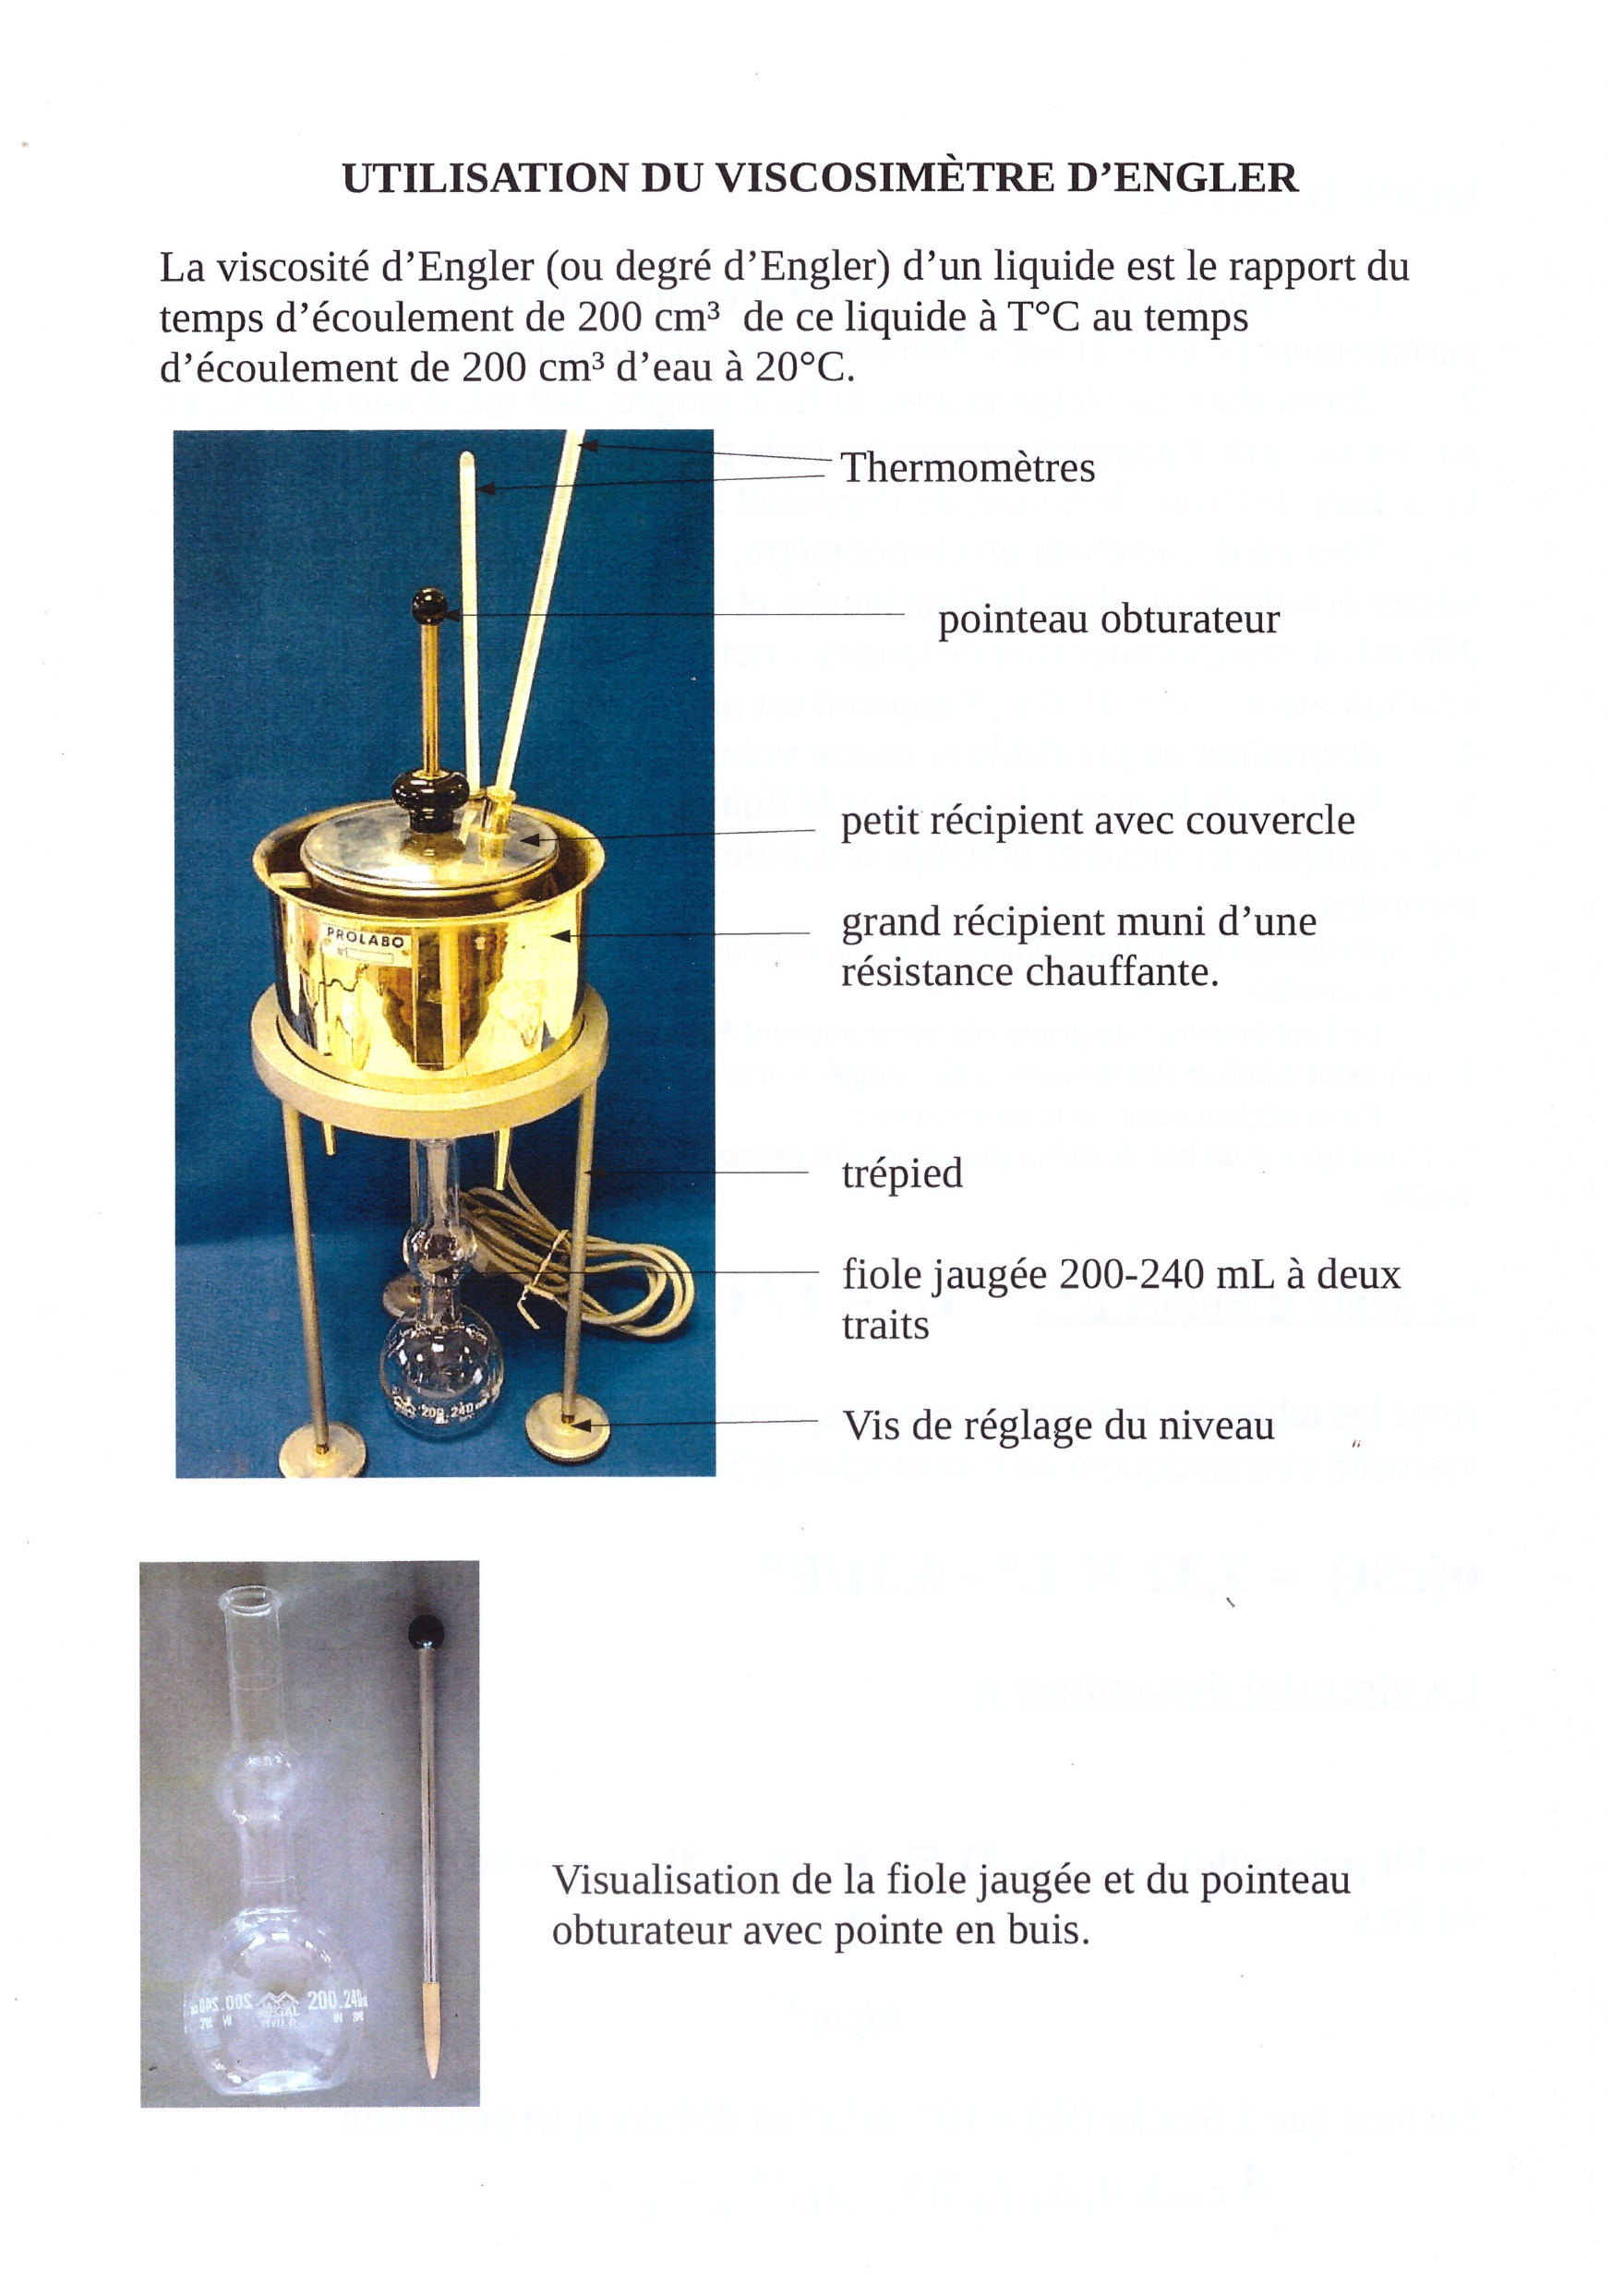 UTILISATION DU VISCOSIMÈTRE D’ENGLER
La viscosité d’Engler (ou degré d’Engler) d’un liquide est le rapport du
temps d’écoulement de 200 cm³  de ce liquide à T°C au temps
d’écoulement de 200 cm³ d’eau à 20°C.
Thermomètres
pointeau obturateur
petit récipient avec couvercle
grand récipient muni d’une
résistance chauffante.
PROLABO
trépied
fiole jaugée 200-240 mL à deux
traits
200.240
Vis de réglage du niveau
Visualisation de la fiole jaugée et du pointeau
obturateur avec pointe en buis.
200.240